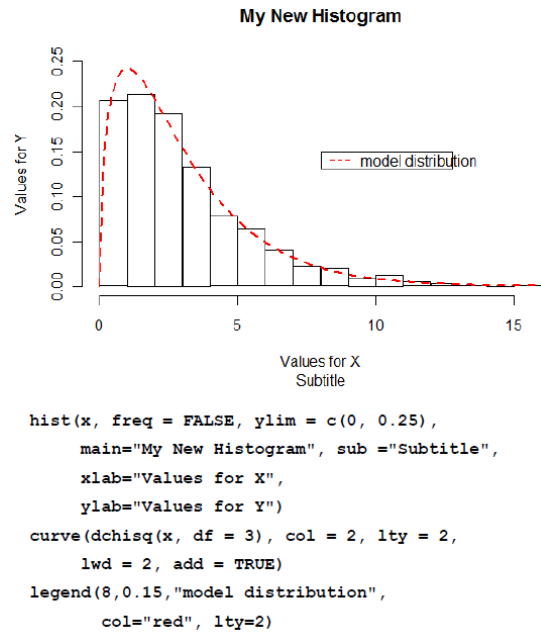 My New Histogram
Values for Y
0.25
0.20
0.15
0.10
0.05
0.00
model distribution
0 5 10 15
Values for X
Subtitle
hist(x, freq = FALSE, ylim = c(0, 0.25),
main="My New Histogram", sub ="Subtitle",
xlab="Values for X",
ylab="Values for Y")
curve(dchisq(x, df = 3), col = 2, lty = 2,
lwd = 2, add = TRUE)
legend(8,0.15,"model distribution",
col="red", lty=2)